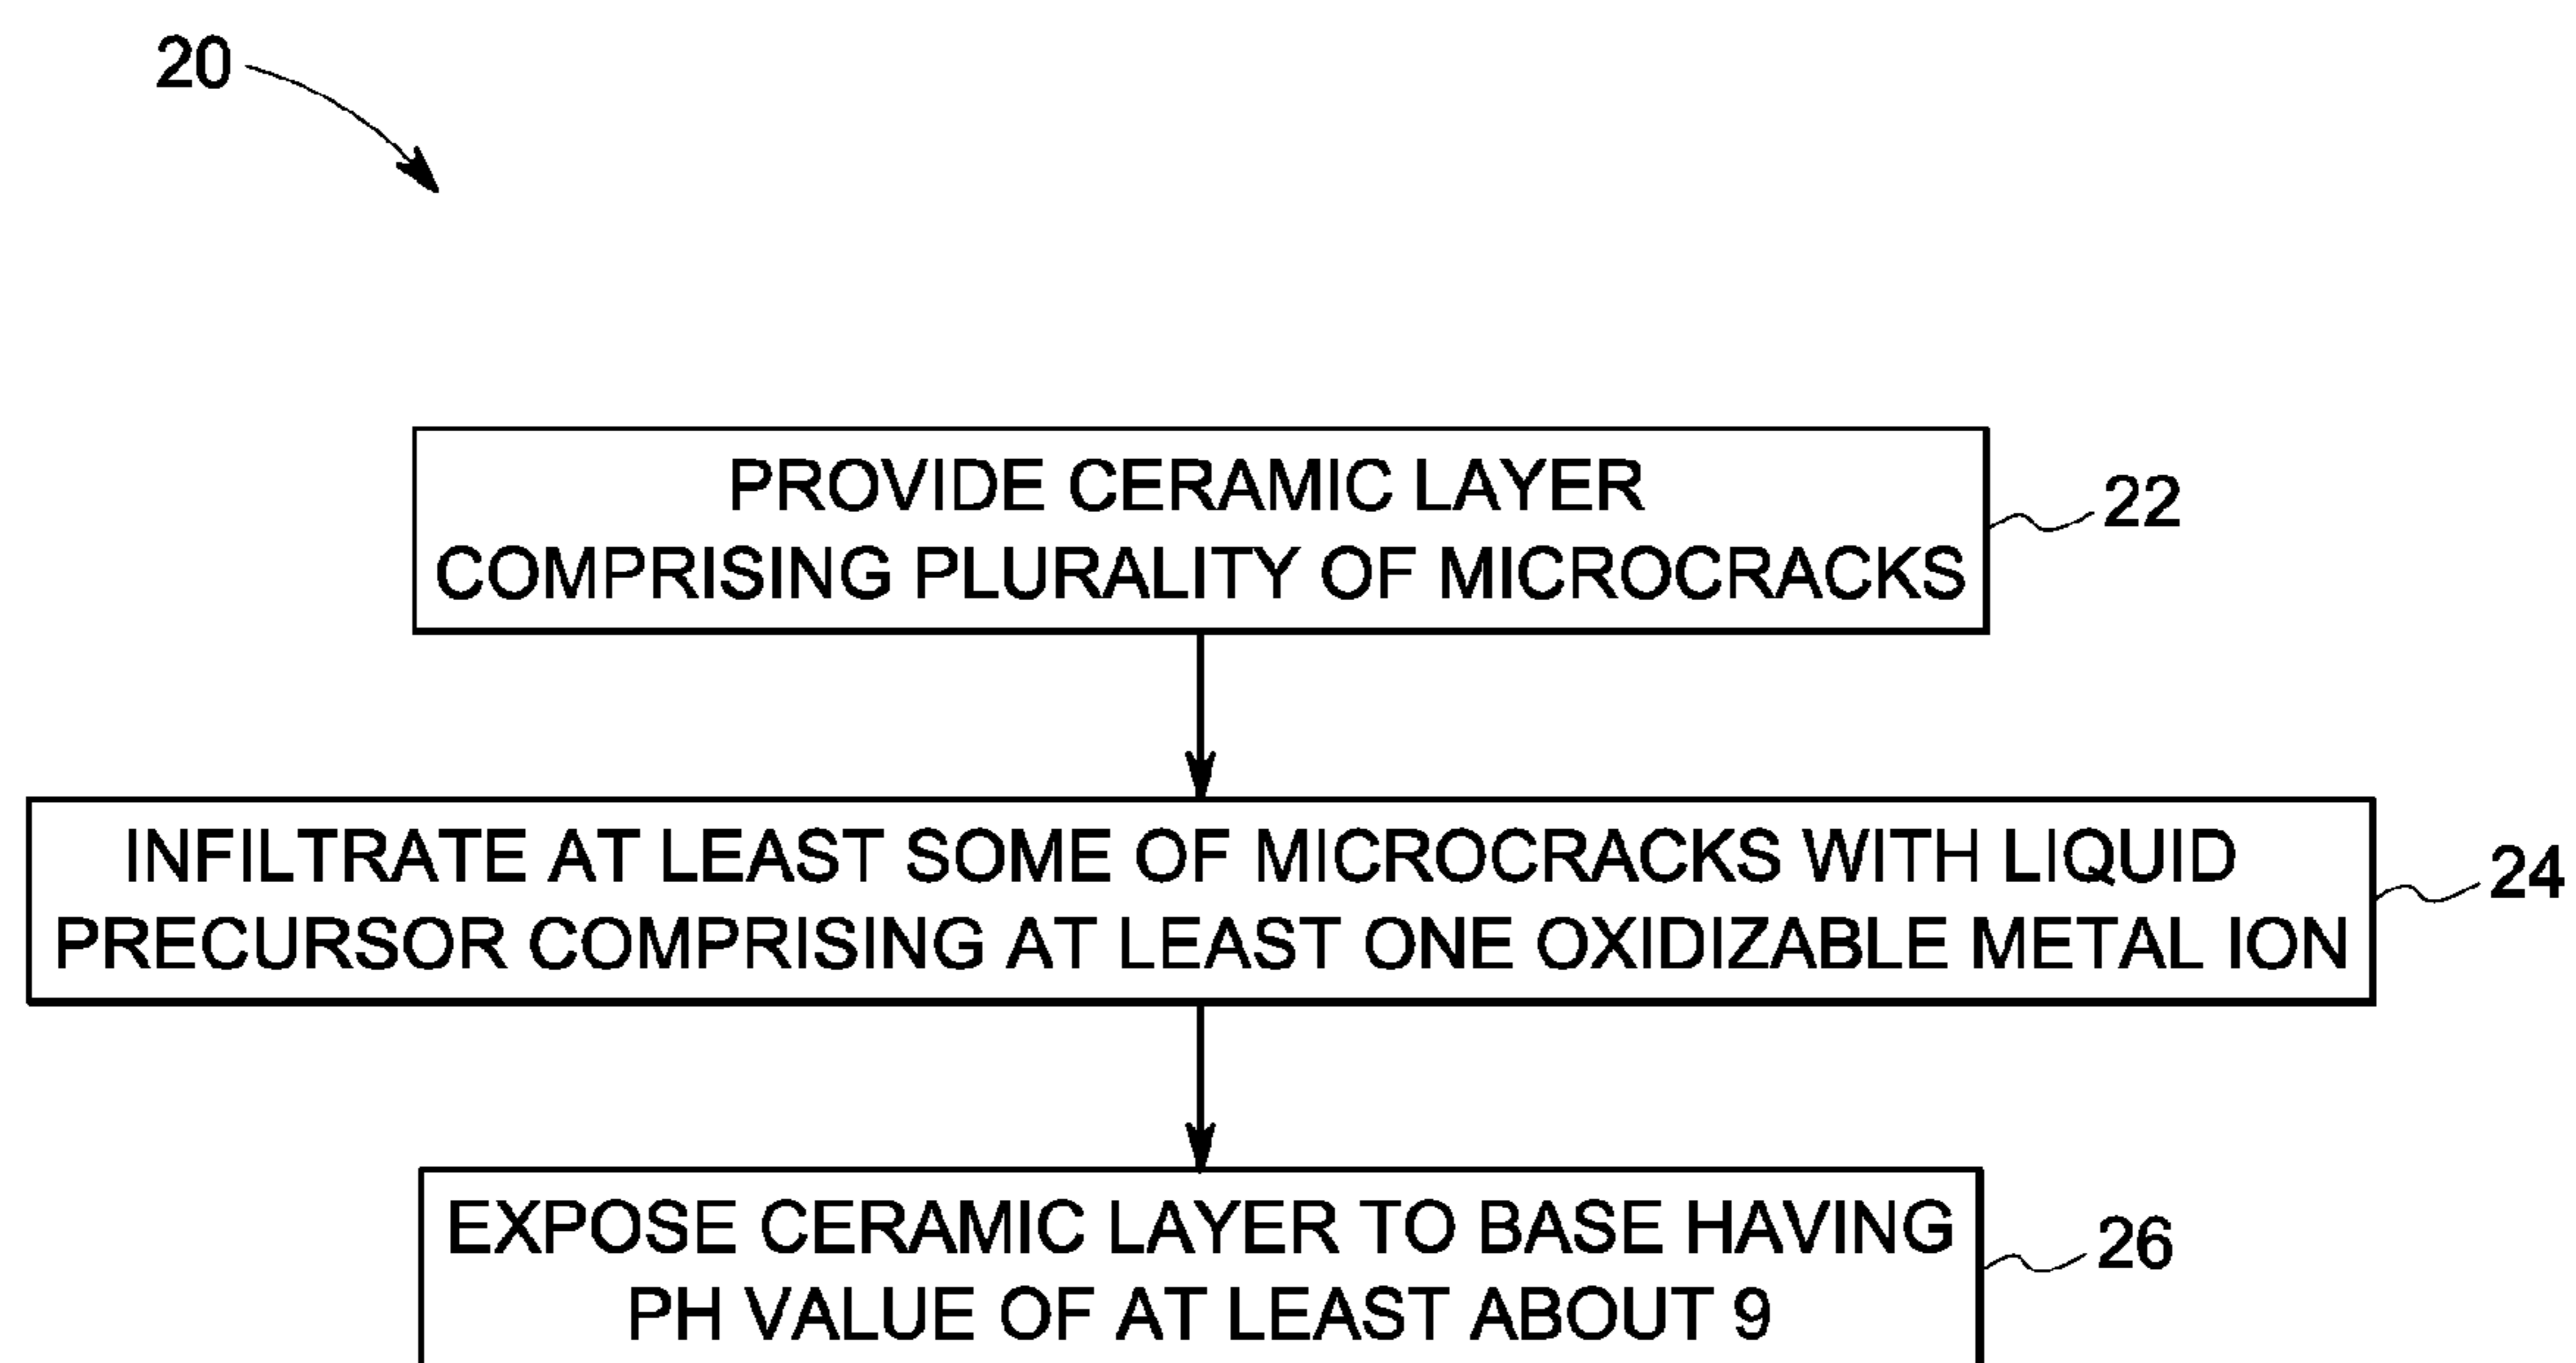 20
PROVIDE CERAMIC LAYER
COMPRISING PLURALITY OF MICROCRACKS
22
INFILTRATE AT LEAST SOME OF MICROCRACKS WITH LIQUID
PRECURSOR COMPRISING AT LEAST ONE OXIDIZABLE METAL ION
24
EXPOSE CERAMIC LAYER TO BASE HAVING
PH VALUE OF AT LEAST ABOUT 9
26